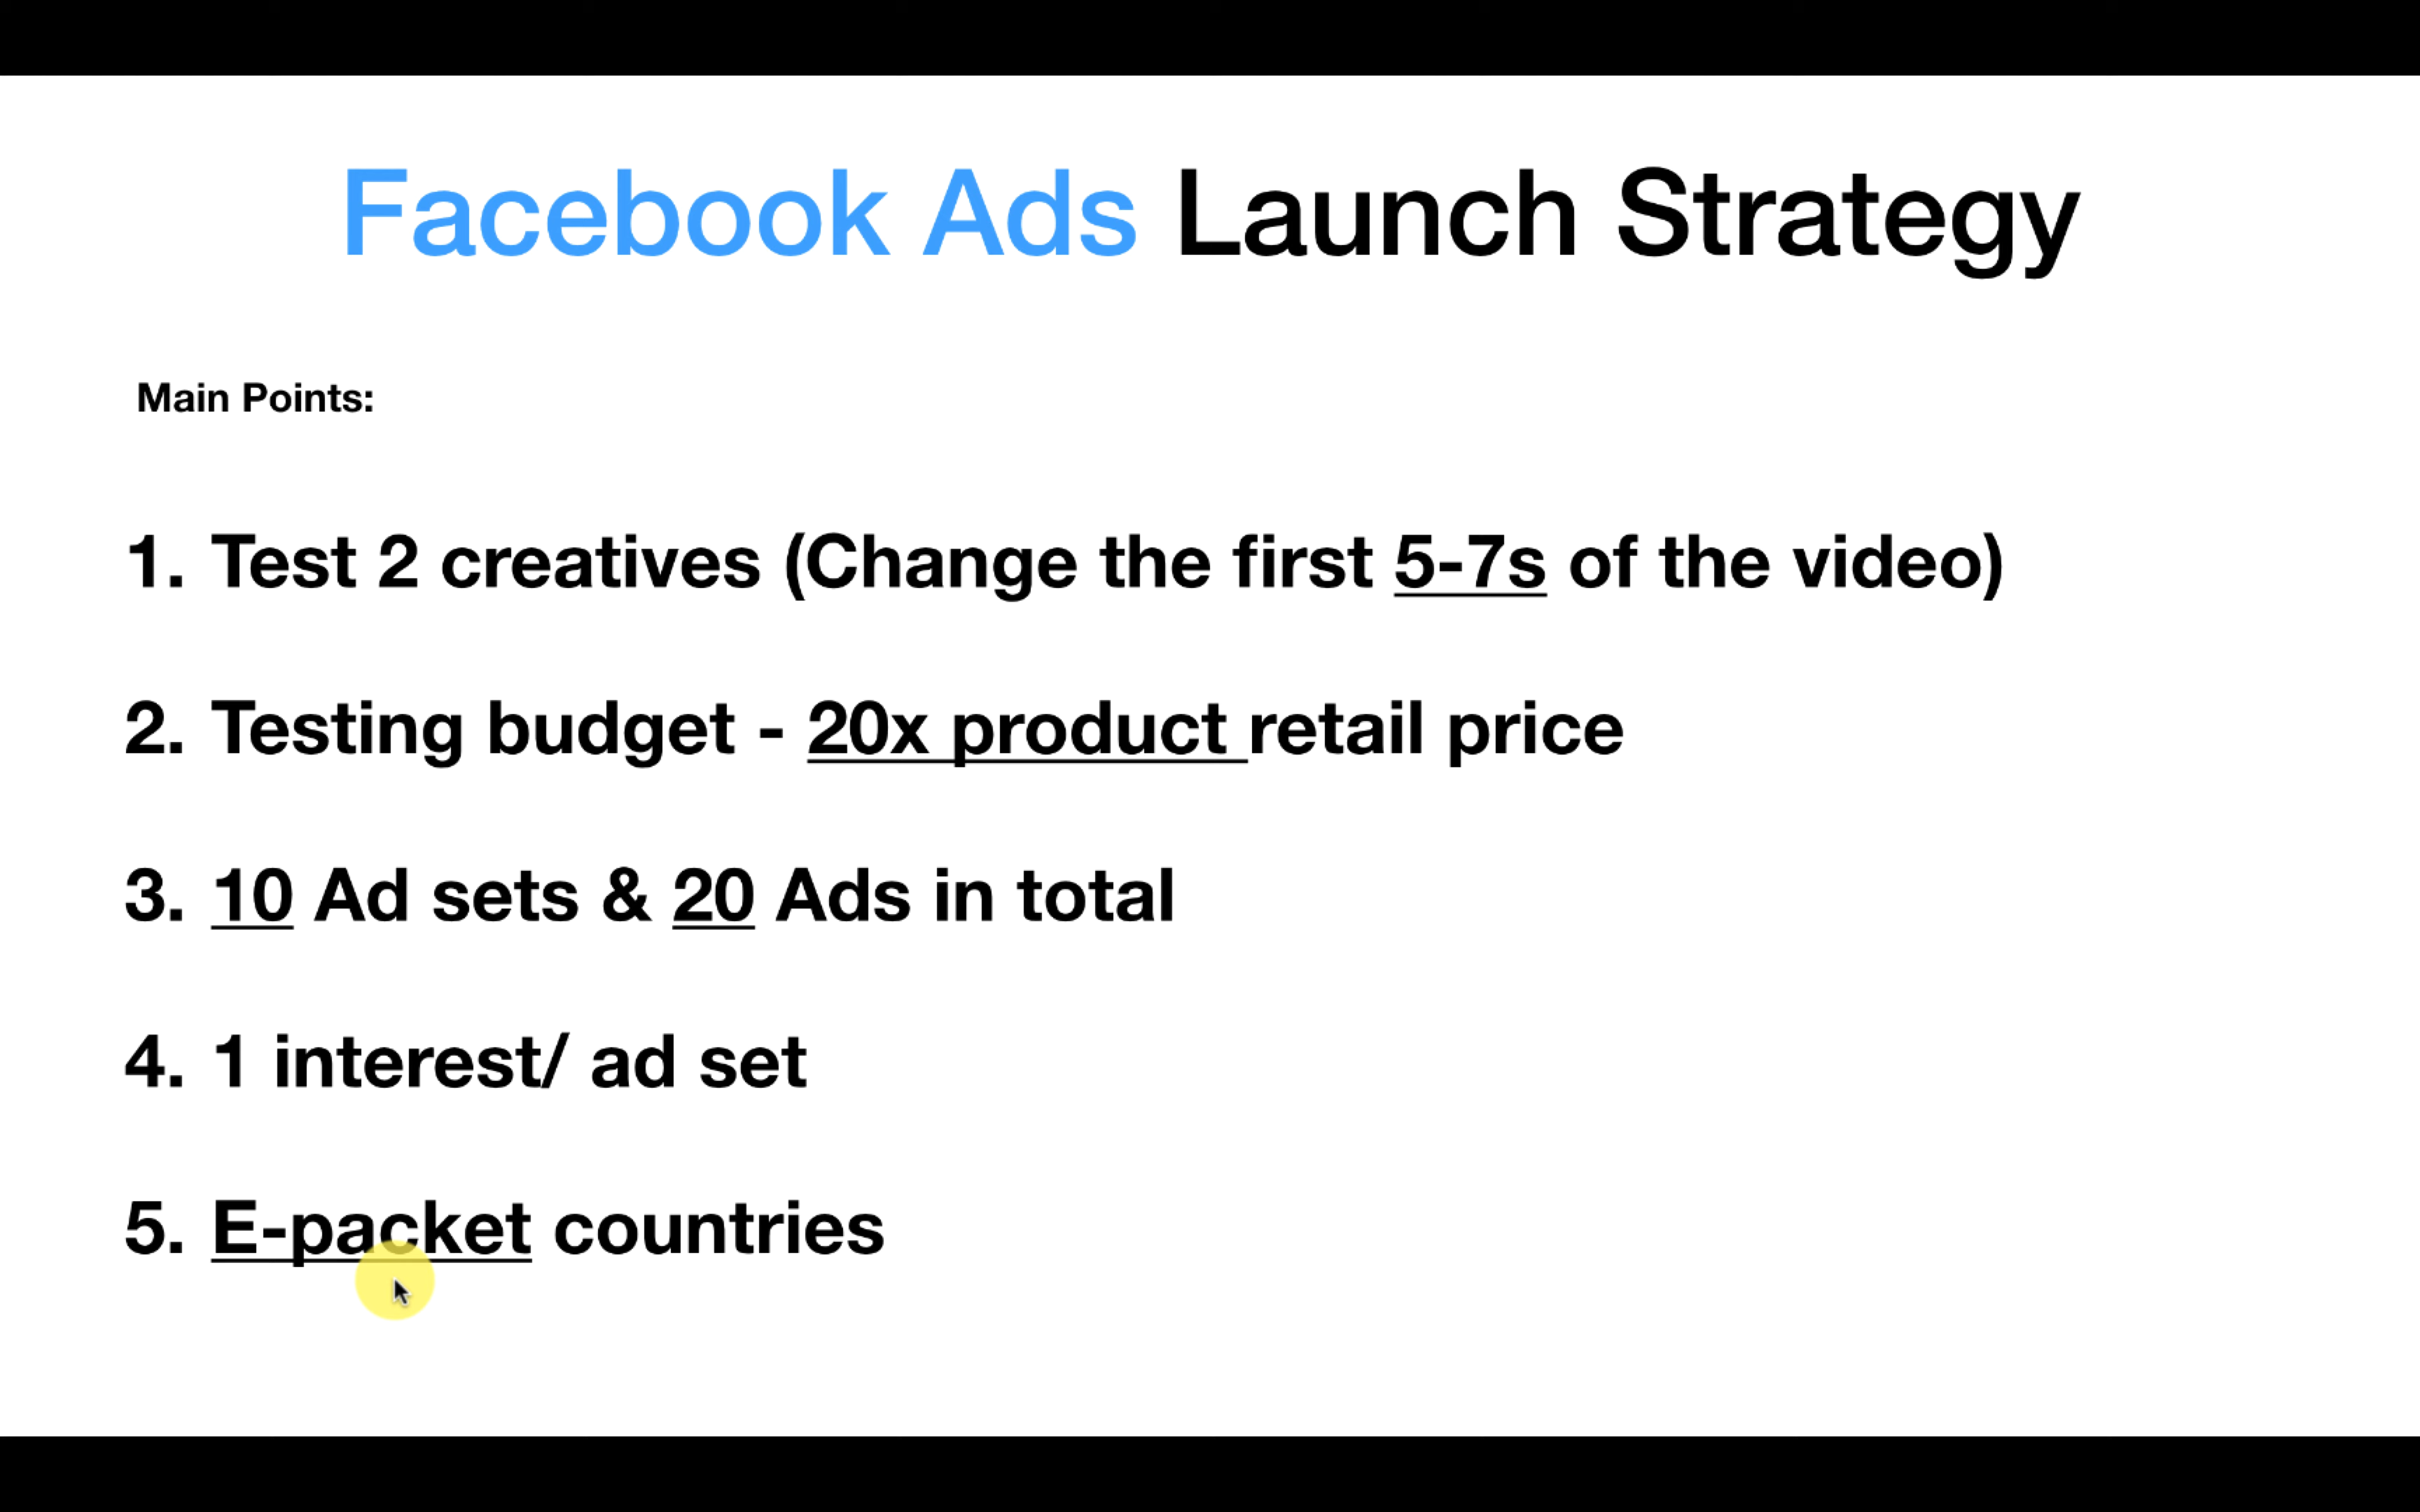 Facebook Ads Launch Strategy
Main Points:
1. Test 2 creatives (Change the first 5-7s of the video)
2. Testing budget - 20x product retail price
3. 10 Ad sets & 20 Ads in total
4. 1 interest/ ad set
5. E-packet countries